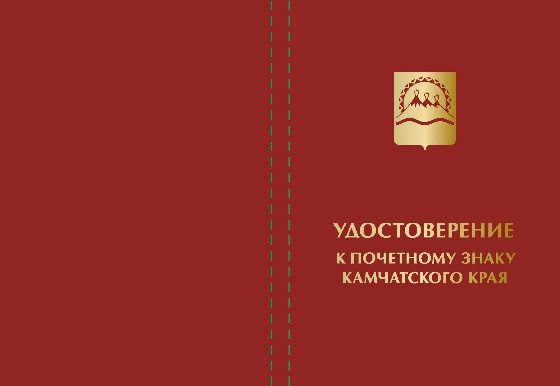 УДОСТОВЕРЕНИЕ
К ПОЧЕТНОМУ ЗНАКУ
КАМЧАТСКОГО КРАЯ